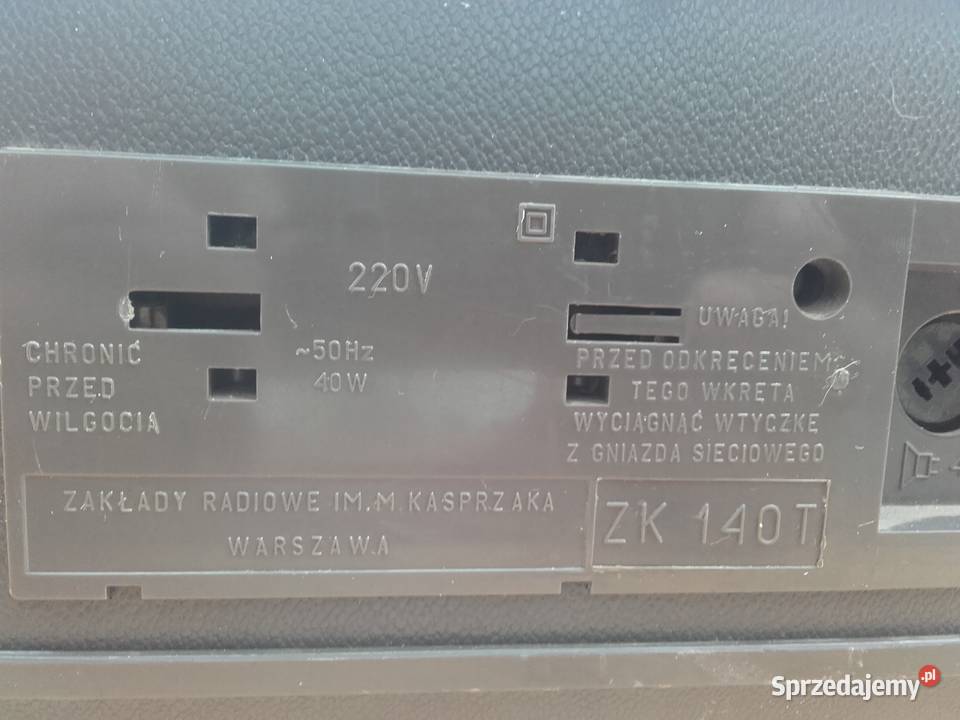 220V
~50Hz
40W
CHRONIĆ
PRZED
WILGOCIĄ
UWAGA!
PRZED ODKRĘCENIEM
TEGO WKRĘTA
WYCIĄGNĄĆ WTYCZKĘ
Z GNIAZDA SIECIOWEGO
ZAKŁADY RADIOWE IM. M. KASPRZAKA
WARSZAWA
ZK 140T
Sprzedajemy.pl